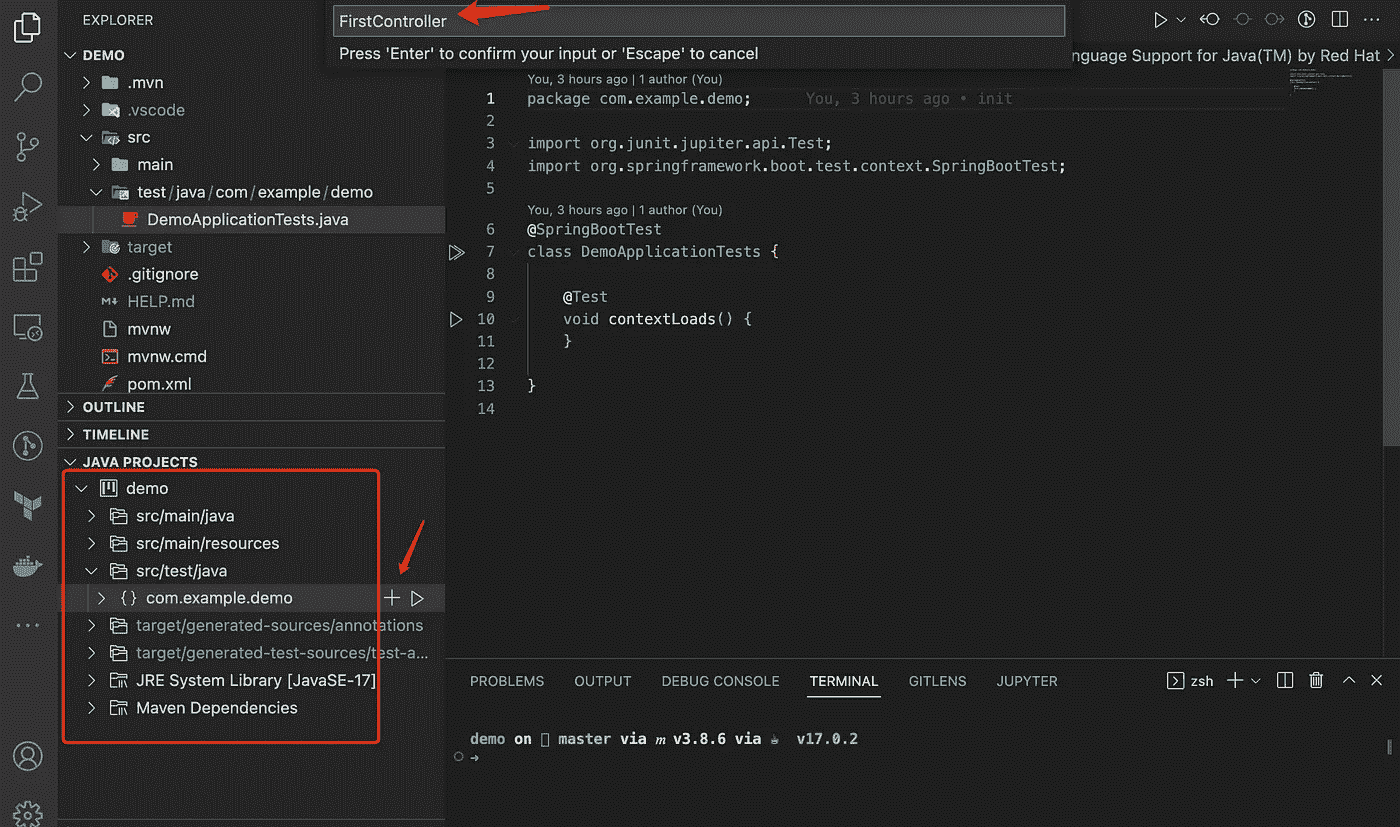 EXPLORER
FirstController
Press 'Enter' to confirm your input or 'Escape' to cancel
nguage Support for Java(TM) by Red Hat
DEMO
.mvn
.vscode
src
main
test/java/com/example/demo
DemoApplicationTests.java
target
.gitignore
HELP.md
mvnw
mvnw.cmd
pom.xml
OUTLINE
TIMELINE
JAVA PROJECTS
demo
src/main/java
src/main/resources
src/test/java
com.example.demo
target/generated-sources/annotations
target/generated-test-sources/test-a...
JRE System Library [JavaSE-17]
Maven Dependencies
You, 3 hours ago | 1 author (You)
1 package com.example.demo; You, 3 hours ago • init
2
3 import org.junit.jupiter.api.Test;
4 import org.springframework.boot.test.context.SpringBootTest;
5
You, 3 hours ago | 1 author (You)
6 @SpringBootTest
7 class DemoApplicationTests {
8
9 @Test
10 void contextLoads() {
11 }
12
13 }
14
PROBLEMS OUTPUT DEBUG CONSOLE TERMINAL GITLENS JUPYTER zsh
demo on master via m v3.8.6 via v17.0.2